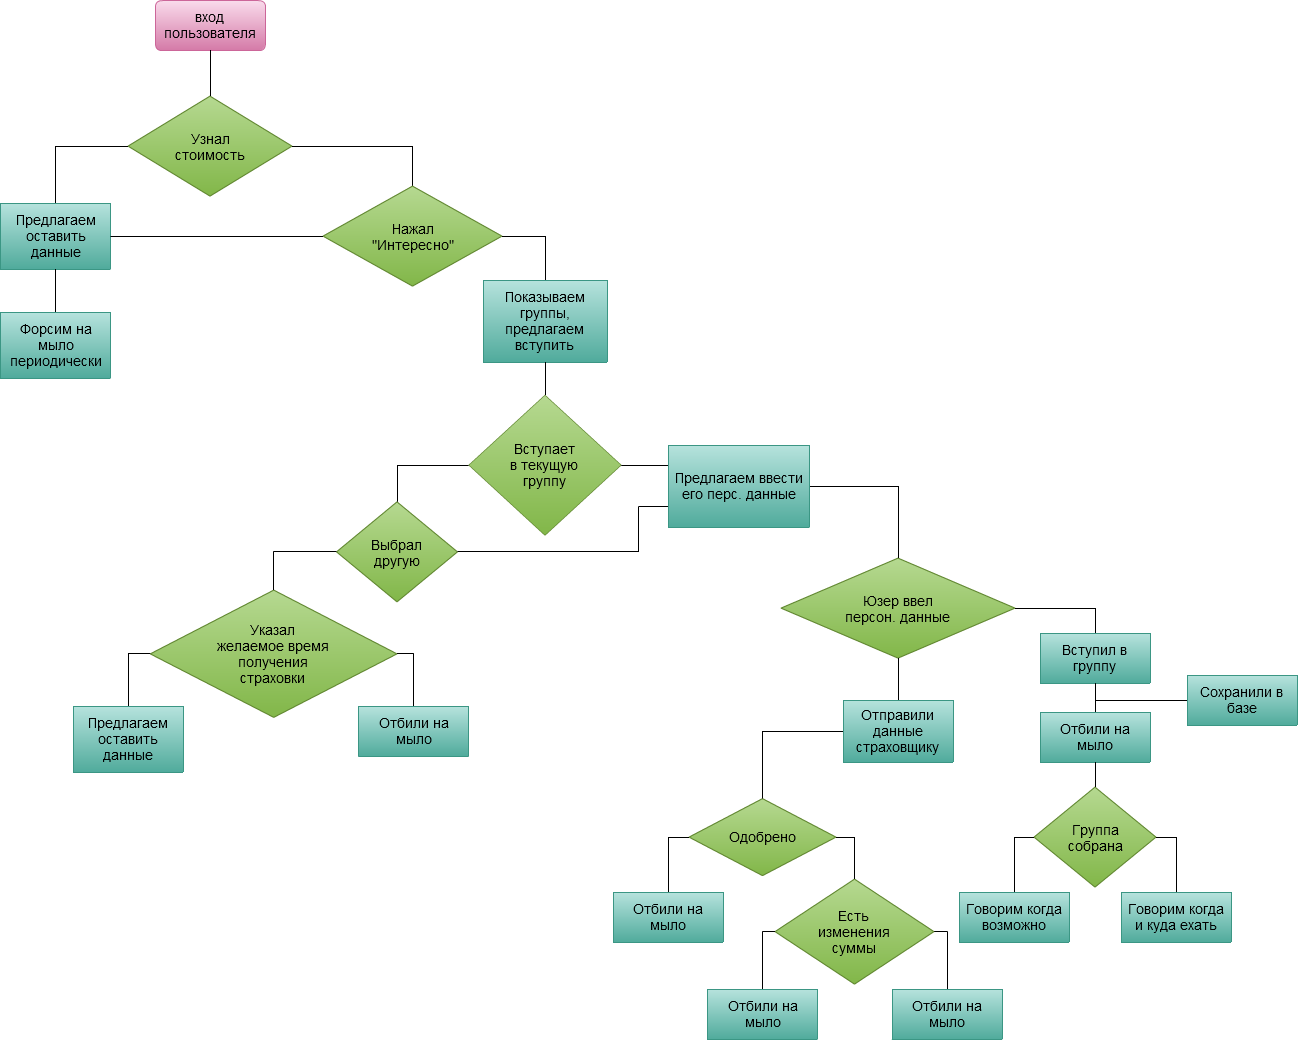 вход
пользователя
Узнал
стоимость
Предлагаем
оставить
данные
Нажал
"Интересно"
Форсим на
мыло
периодически
Показываем
группы,
предлагаем
вступить
Вступает
в текущую
группу
Предлагаем ввести
его перс. данные
Выбрал
другую
Юзер ввел
персон. данные
Указал
желаемое время
получения
страховки
Вступил в
группу
Сохранили в
базе
Предлагаем
оставить
данные
Отбили на
мыло
Отправили
данные
страховщику
Отбили на
мыло
Одобрено
Группа
собрана
Отбили на
мыло
Есть
изменения
суммы
Говорим когда
возможно
Говорим когда
и куда ехать
Отбили на
мыло
Отбили на
мыло